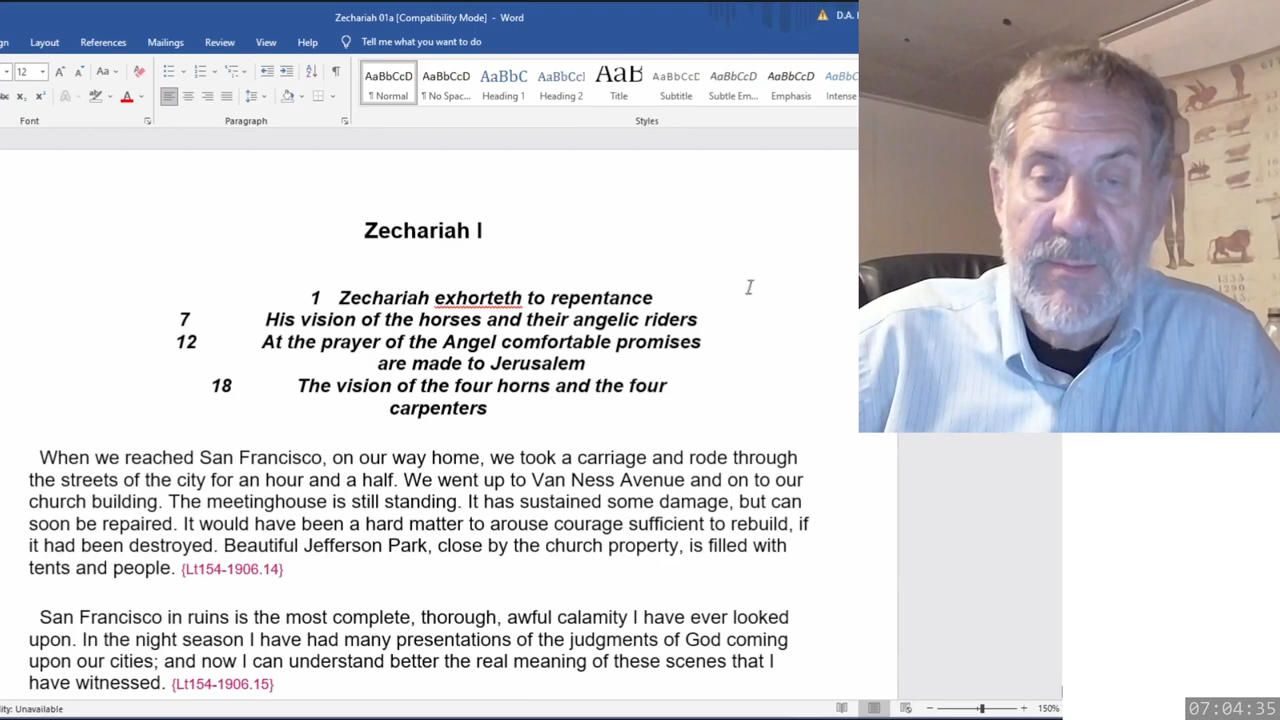 Zechariah 01a [Compatibility Mode] - Word
D.A.
gn Layout References Mailings Review View Help Tell me what you want to do
12 Aa
AaBbCcD AaBbCcD AaBbC AaBbCcl AaB AaBbCcD AaBbCcD AaBbCcD AaBbC
¶ Normal ¶ No Spac... Heading 1 Heading 2 Title Subtitle Subtle Em... Emphasis Intense
Font Paragraph Styles
Zechariah I
1 Zechariah exhorteth to repentance
7 His vision of the horses and their angelic riders
12 At the prayer of the Angel comfortable promises
are made to Jerusalem
18 The vision of the four horns and the four
carpenters
When we reached San Francisco, on our way home, we took a carriage and rode through
the streets of the city for an hour and a half. We went up to Van Ness Avenue and on to our
church building. The meetinghouse is still standing. It has sustained some damage, but can
soon be repaired. It would have been a hard matter to arouse courage sufficient to rebuild, if
it had been destroyed. Beautiful Jefferson Park, close by the church property, is filled with
tents and people. {Lt154-1906.14}
San Francisco in ruins is the most complete, thorough, awful calamity I have ever looked
upon. In the night season I have had many presentations of the judgments of God coming
upon our cities; and now I can understand better the real meaning of these scenes that I
have witnessed. {Lt154-1906.15}
lity: Unavailable
150%
1335
1290
07:04:35